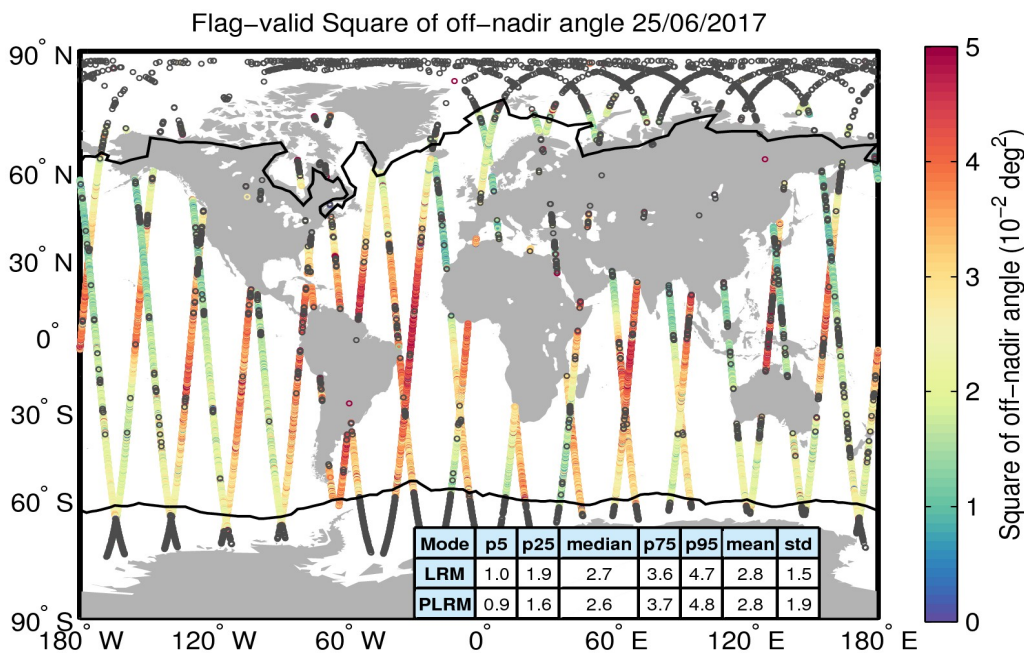 Flag-valid Square of off-nadir angle 25/06/2017
90° N
60° N
30° N
0°
30° S
60° S
90° S
180° W
120° W
60° W
0°
60° E
120° E
180° E
Mode p5 p25 median p75 p95 mean std
LRM 1.0 1.9 2.7 3.6 4.7 2.8 1.5
PLRM 0.9 1.6 2.6 3.7 4.8 2.8 1.9
5
4
3
2
1
0
Square of off-nadir angle (10⁻² deg²)